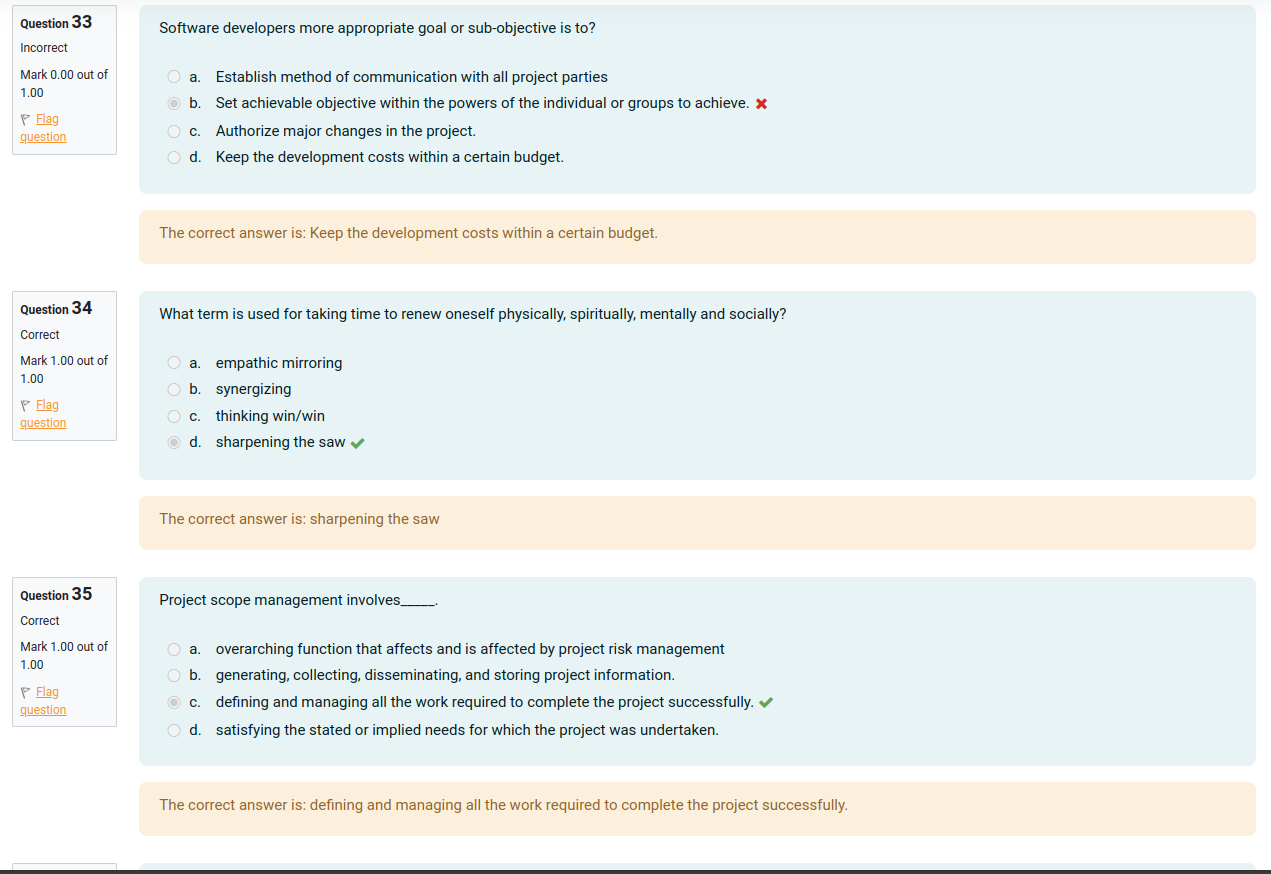 Question 33
Incorrect
Mark 0.00 out of
1.00
Flag
question
Software developers more appropriate goal or sub-objective is to?
a. Establish method of communication with all project parties
b. Set achievable objective within the powers of the individual or groups to achieve.
c. Authorize major changes in the project.
d. Keep the development costs within a certain budget.
The correct answer is: Keep the development costs within a certain budget.
Question 34
Correct
Mark 1.00 out of
1.00
Flag
question
What term is used for taking time to renew oneself physically, spiritually, mentally and socially?
a. empathic mirroring
b. synergizing
c. thinking win/win
d. sharpening the saw
The correct answer is: sharpening the saw
Question 35
Correct
Mark 1.00 out of
1.00
Flag
question
Project scope management involves_____.
a. overarching function that affects and is affected by project risk management
b. generating, collecting, disseminating, and storing project information.
c. defining and managing all the work required to complete the project successfully.
d. satisfying the stated or implied needs for which the project was undertaken.
The correct answer is: defining and managing all the work required to complete the project successfully.